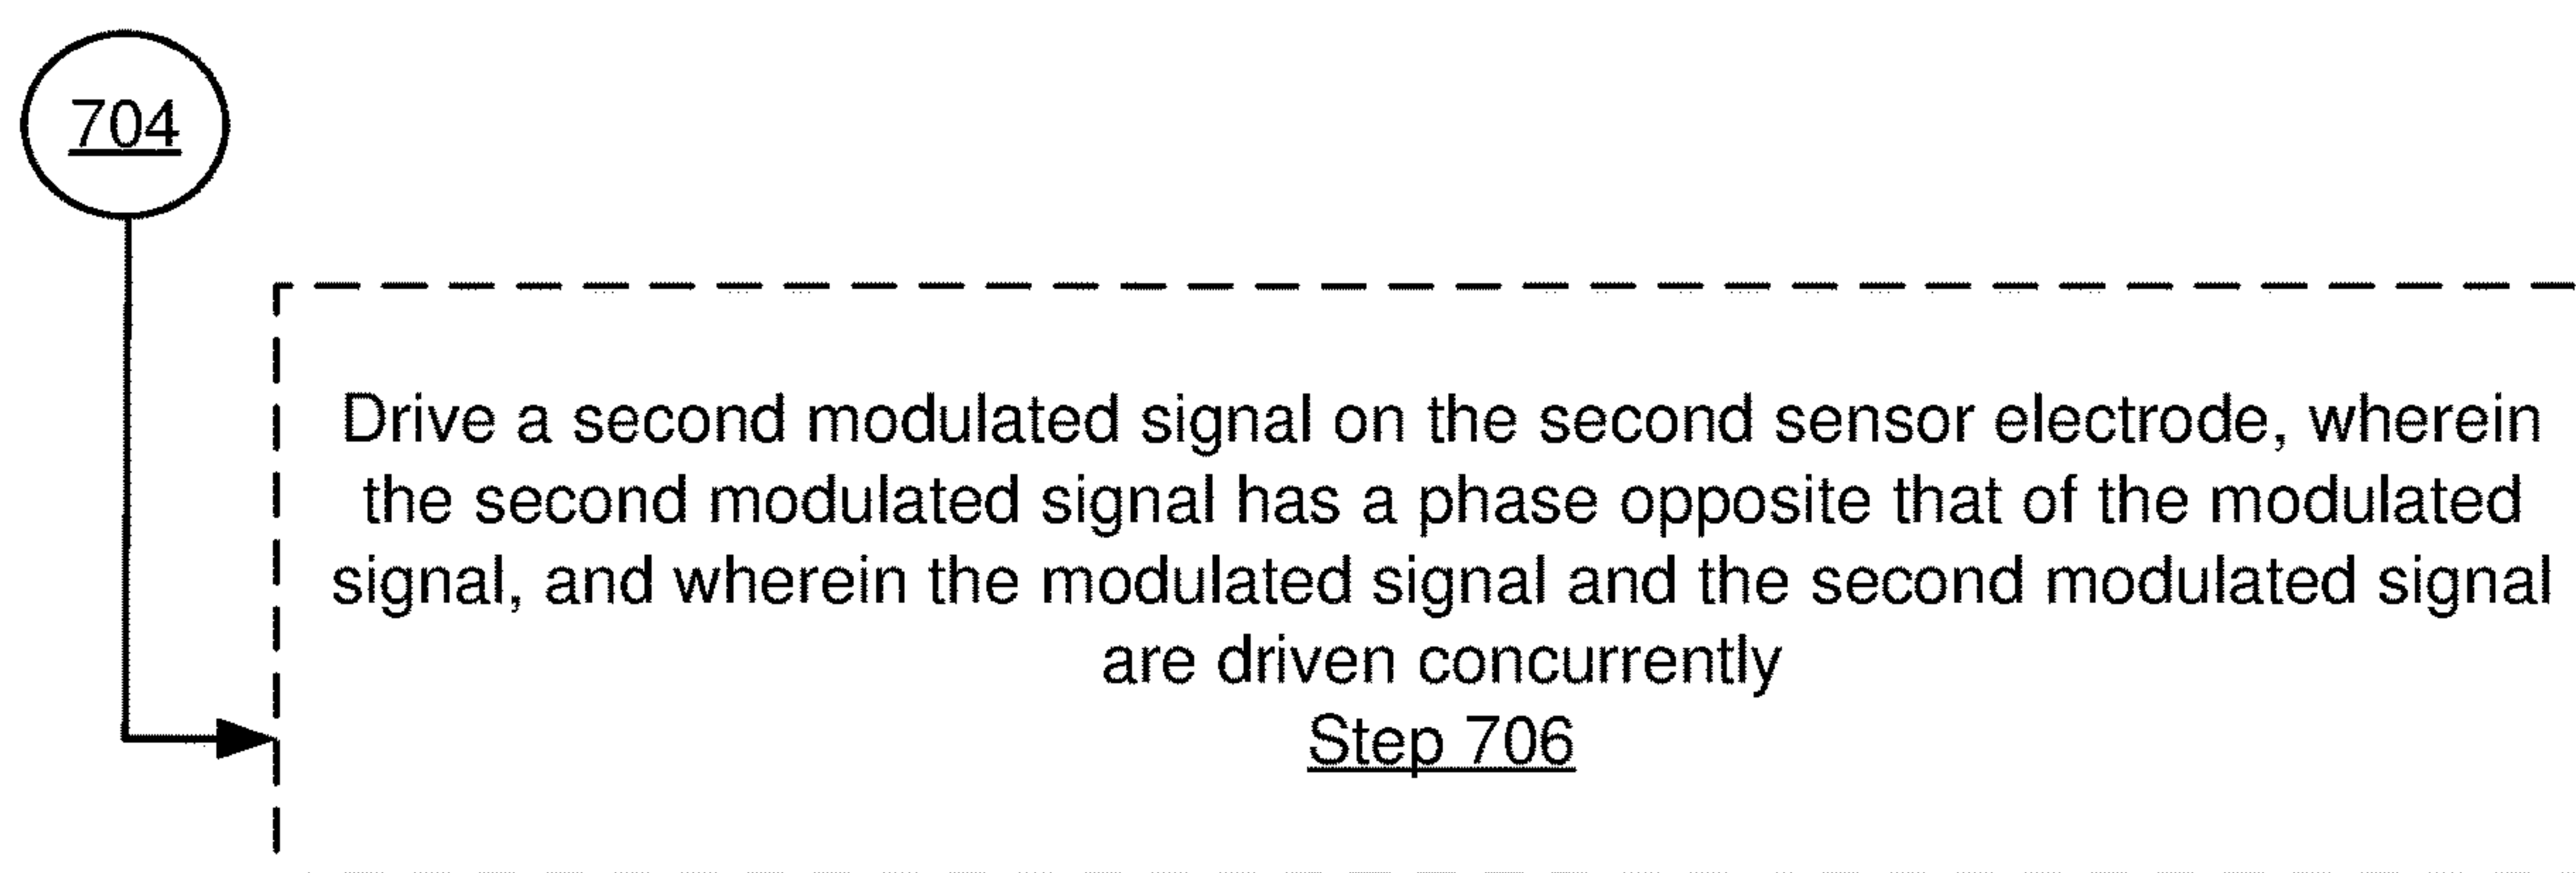 704
Drive a second modulated signal on the second sensor electrode, wherein
the second modulated signal has a phase opposite that of the modulated
signal, and wherein the modulated signal and the second modulated signal
are driven concurrently
Step 706